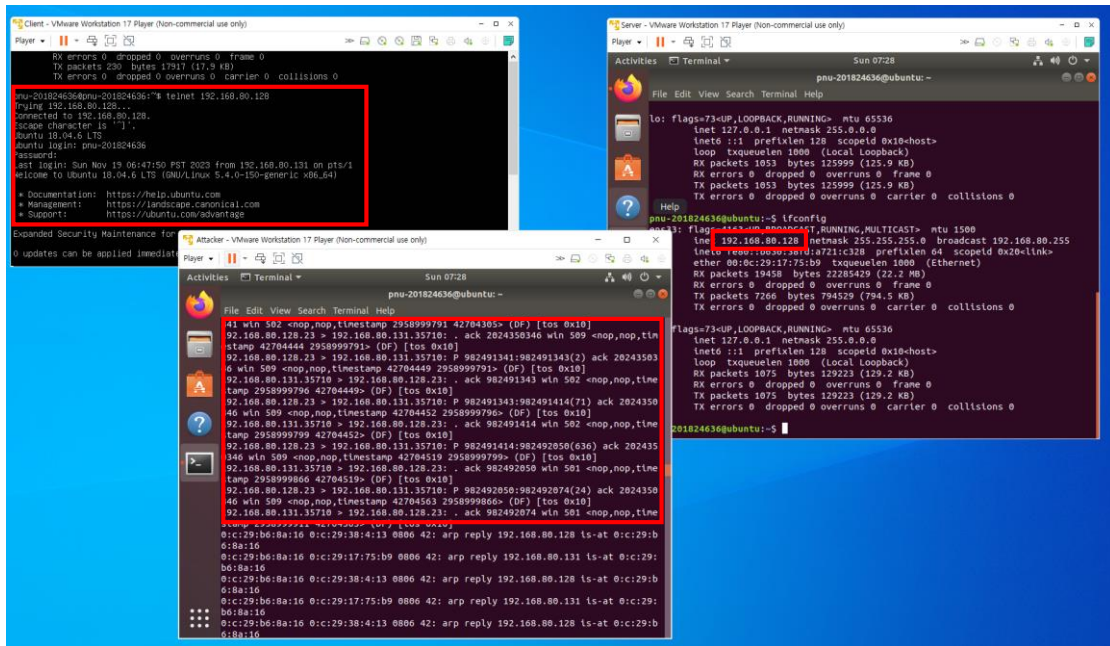 Client - VMware Workstation 17 Player (Non-commercial use only)
Player
RX errors 0 dropped 0 overruns 0 frame 0
TX packets 230 bytes 17917 (17.9 KB)
TX errors 0 dropped 0 overruns 0 carrier 0 collisions 0
pnu-201824636@pnu-201824636:~$ telnet 192.168.80.128
Trying 192.168.80.128...
Connected to 192.168.80.128.
Escape character is '^]'.
Ubuntu 18.04.6 LTS
ubuntu login: pnu-201824636
Password:
Last login: Sun Nov 19 06:47:50 PST 2023 from 192.168.80.131 on pts/1
Welcome to Ubuntu 18.04.6 LTS (GNU/Linux 5.4.0-150-generic x86_64)
* Documentation: https://help.ubuntu.com
* Management: https://landscape.canonical.com
* Support: https://ubuntu.com/advantage
Expanded Security Maintenance for
0 updates can be applied immediat
Server - VMware Workstation 17 Player (Non-commercial use only)
Player
Activities Terminal Sun 07:28
pnu-201824636@ubuntu: ~
File Edit View Search Terminal Help
lo: flags=73<UP,LOOPBACK,RUNNING> mtu 65536
inet 127.0.0.1 netmask 255.0.0.0
inet6 ::1 prefixlen 128 scopeid 0x10<host>
loop txqueuelen 1000 (Local Loopback)
RX packets 1053 bytes 125999 (125.9 KB)
RX errors 0 dropped 0 overruns 0 frame 0
TX packets 1053 bytes 125999 (125.9 KB)
TX errors 0 dropped 0 overruns 0 carrier 0 collisions 0
Help
pnu-201824636@ubuntu:~$ ifconfig
ens33: flags=4163<UP,BROADCAST,RUNNING,MULTICAST> mtu 1500
inet 192.168.80.128 netmask 255.255.255.0 broadcast 192.168.80.255
:a721:c328 prefixlen 64 scopeid 0x20<link>
ether 00:0c:29:17:75:b9 txqueuelen 1000 (Ethernet)
RX packets 19458 bytes 22285429 (22.2 MB)
RX errors 0 dropped 0 overruns 0 frame 0
TX packets 7266 bytes 794529 (794.5 KB)
TX errors 0 dropped 0 overruns 0 carrier 0 collisions 0
flags=73<UP,LOOPBACK,RUNNING> mtu 65536
inet 127.0.0.1 netmask 255.0.0.0
inet6 ::1 prefixlen 128 scopeid 0x10<host>
loop txqueuelen 1000 (Local Loopback)
RX packets 1075 bytes 129223 (129.2 KB)
RX errors 0 dropped 0 overruns 0 frame 0
TX packets 1075 bytes 129223 (129.2 KB)
TX errors 0 dropped 0 overruns 0 carrier 0 collisions 0
201824636@ubuntu:~$
Attacker - VMware Workstation 17 Player (Non-commercial use only)
Player
Activities Terminal Sun 07:28
pnu-201824636@ubuntu: ~
File Edit View Search Terminal Help
341 win 502 <nop,nop,timestamp 2958999791 42704305> (DF) [tos 0x10]
92.168.80.128.23 > 192.168.80.131.35710: . ack 2024350346 win 509 <nop,nop,tim
stamp 42704444 2958999791> (DF) [tos 0x10]
92.168.80.128.23 > 192.168.80.131.35710: P 982491341:982491343(2) ack 20243503
6 win 509 <nop,nop,timestamp 42704449 2958999791> (DF) [tos 0x10]
92.168.80.131.35710 > 192.168.80.128.23: . ack 982491343 win 502 <nop,nop,time
tamp 2958999796 42704449> (DF) [tos 0x10]
92.168.80.128.23 > 192.168.80.131.35710: P 982491343:982491414(71) ack 2024350
46 win 509 <nop,nop,timestamp 42704452 2958999796> (DF) [tos 0x10]
92.168.80.131.35710 > 192.168.80.128.23: . ack 982491414 win 502 <nop,nop,time
tamp 2958999799 42704452> (DF) [tos 0x10]
92.168.80.128.23 > 192.168.80.131.35710: P 982491414:982492050(636) ack 202435
346 win 509 <nop,nop,timestamp 42704519 2958999799> (DF) [tos 0x10]
92.168.80.131.35710 > 192.168.80.128.23: . ack 982492050 win 501 <nop,nop,time
tamp 2958999866 42704519> (DF) [tos 0x10]
92.168.80.128.23 > 192.168.80.131.35710: P 982492050:982492074(24) ack 2024350
46 win 509 <nop,nop,timestamp 42704563 2958999866> (DF) [tos 0x10]
92.168.80.131.35710 > 192.168.80.128.23: . ack 982492074 win 501 <nop,nop,time
stamp 2958999911 42704563> (DF) [tos 0x10]
0:c:29:b6:8a:16 0:c:29:38:4:13 0806 42: arp reply 192.168.80.128 is-at 0:c:29:b
6:8a:16
0:c:29:b6:8a:16 0:c:29:17:75:b9 0806 42: arp reply 192.168.80.131 is-at 0:c:29:
b6:8a:16
0:c:29:b6:8a:16 0:c:29:38:4:13 0806 42: arp reply 192.168.80.128 is-at 0:c:29:b
6:8a:16
0:c:29:b6:8a:16 0:c:29:17:75:b9 0806 42: arp reply 192.168.80.131 is-at 0:c:29:
b6:8a:16
0:c:29:b6:8a:16 0:c:29:38:4:13 0806 42: arp reply 192.168.80.128 is-at 0:c:29:b
6:8a:16